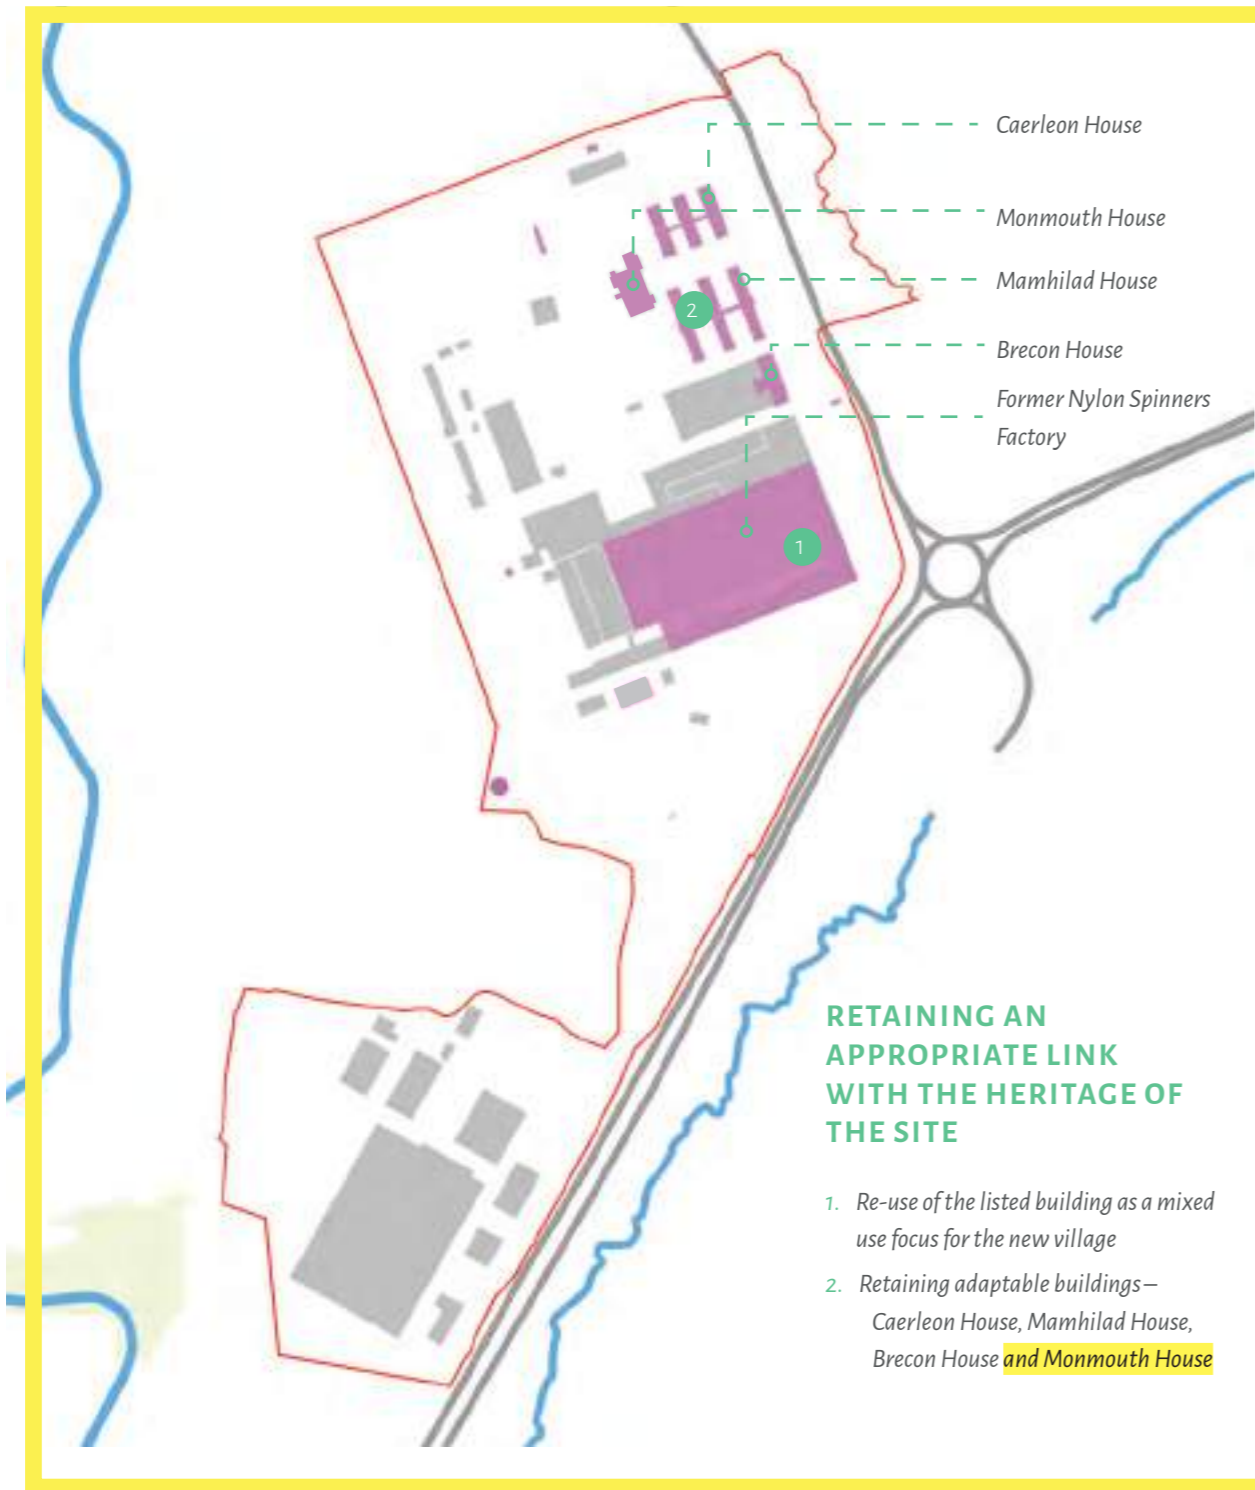 Caerleon House
Monmouth House
Mamhilad House
2
Brecon House
Former Nylon Spinners
Factory
1
RETAINING AN
APPROPRIATE LINK
WITH THE HERITAGE OF
THE SITE
1. Re-use of the listed building as a mixed
use focus for the new village
2. Retaining adaptable buildings –
Caerleon House, Mamhilad House,
Brecon House and Monmouth House